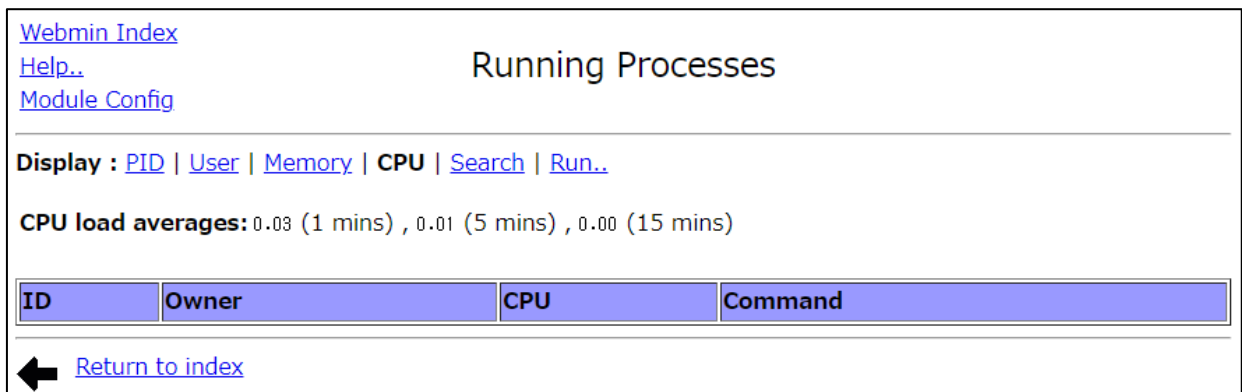 Webmin Index
Help..
Module Config
Running Processes
Display : PID | User | Memory | CPU | Search | Run..
CPU load averages: 0.03 (1 mins) , 0.01 (5 mins) , 0.00 (15 mins)
ID Owner CPU Command
Return to index